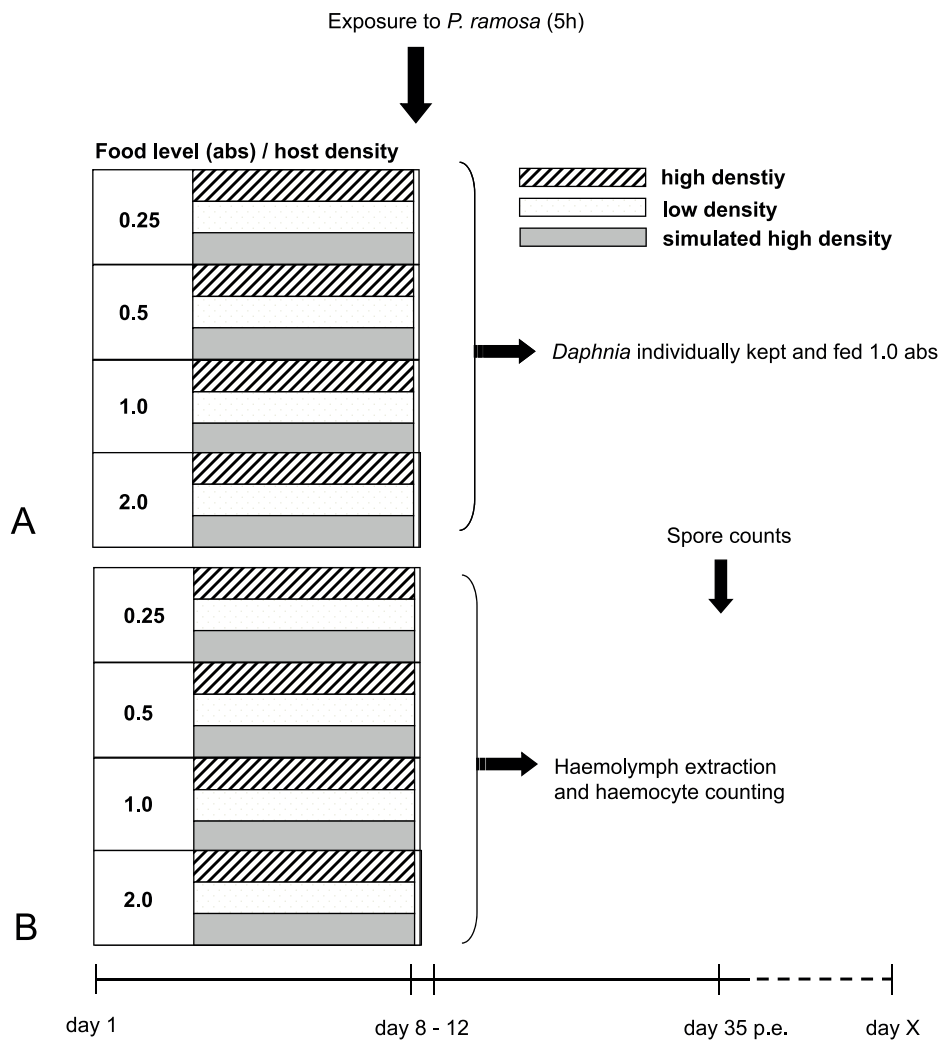 Exposure to P. ramosa (5h)
Food level (abs) / host density
high denstiy
low density
simulated high density
0.25
0.5
1.0
2.0
A
Daphnia individually kept and fed 1.0 abs
Spore counts
0.25
0.5
1.0
2.0
B
Haemolymph extraction
and haemocyte counting
day 1
day 8 - 12
day 35 p.e.
day X